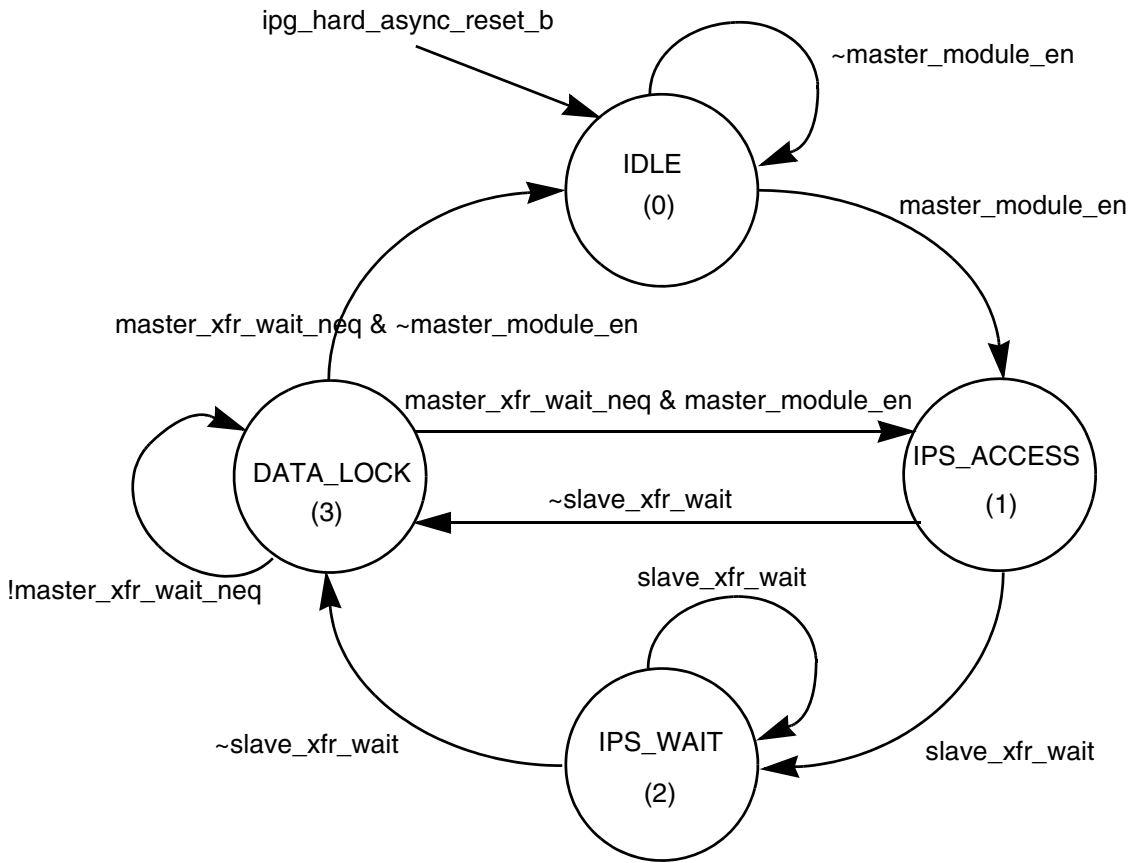 ipg_hard_async_reset_b
~master_module_en
IDLE
(0)
master_module_en
master_xfr_wait_neq & ~master_module_en
master_xfr_wait_neq & master_module_en
DATA_LOCK
(3)
IPS_ACCESS
(1)
~slave_xfr_wait
!master_xfr_wait_neq
slave_xfr_wait
~slave_xfr_wait
IPS_WAIT
(2)
slave_xfr_wait